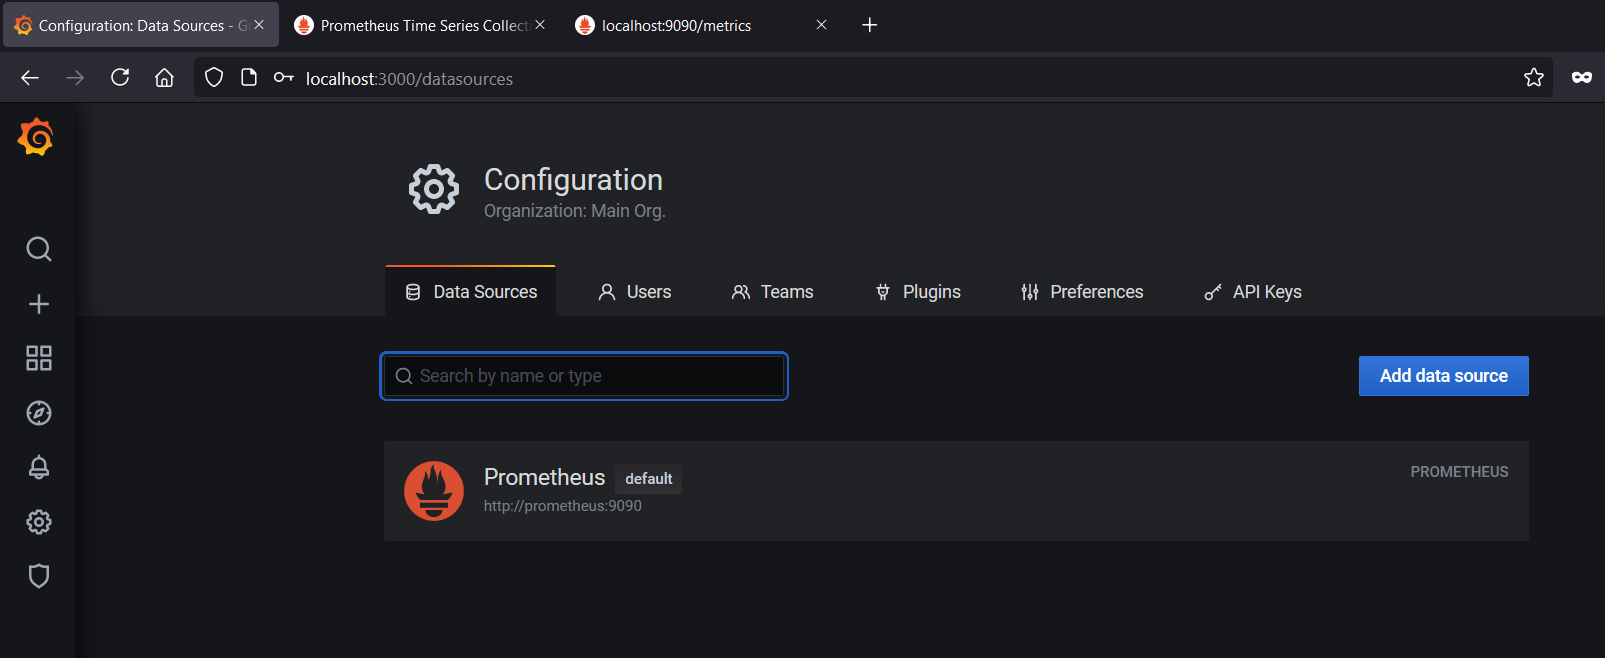 Configuration: Data Sources - G
Prometheus Time Series Collect
localhost:9090/metrics
localhost:3000/datasources
Configuration
Organization: Main Org.
Data Sources
Users
Teams
Plugins
Preferences
API Keys
Search by name or type
Add data source
Prometheus default
PROMETHEUS
http://prometheus:9090